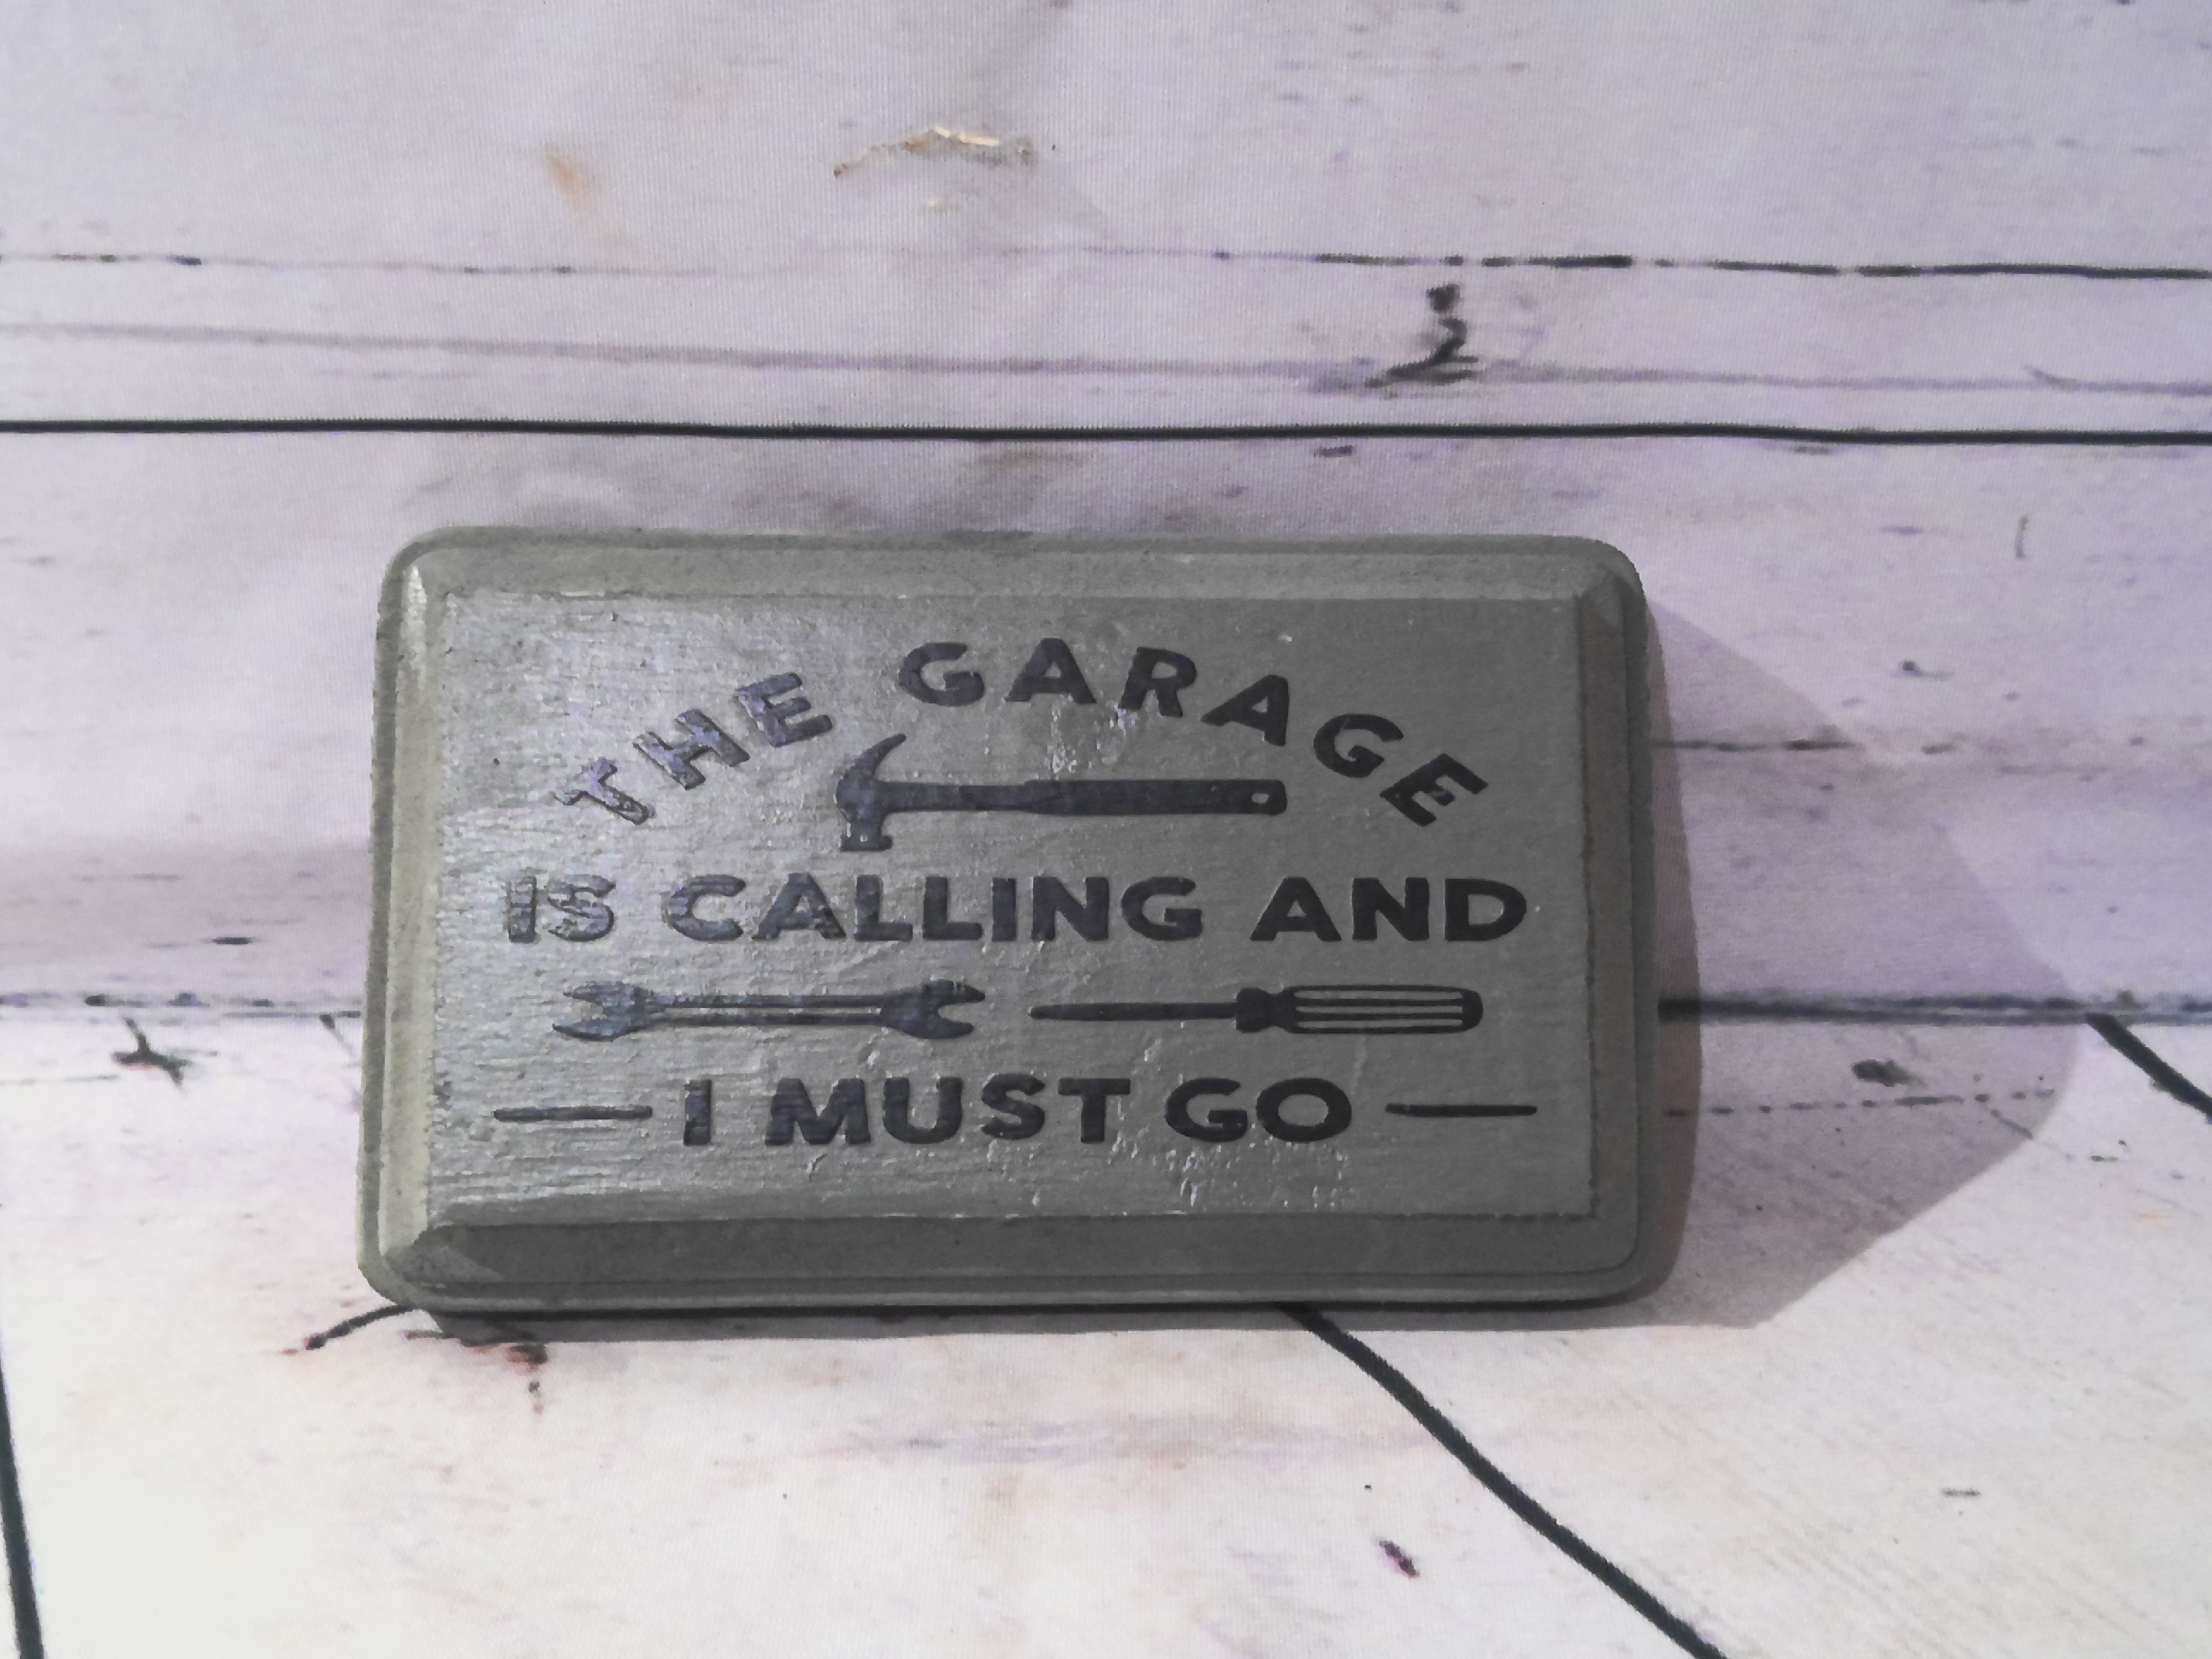 THE GARAGE
IS CALLING AND
I MUST GO